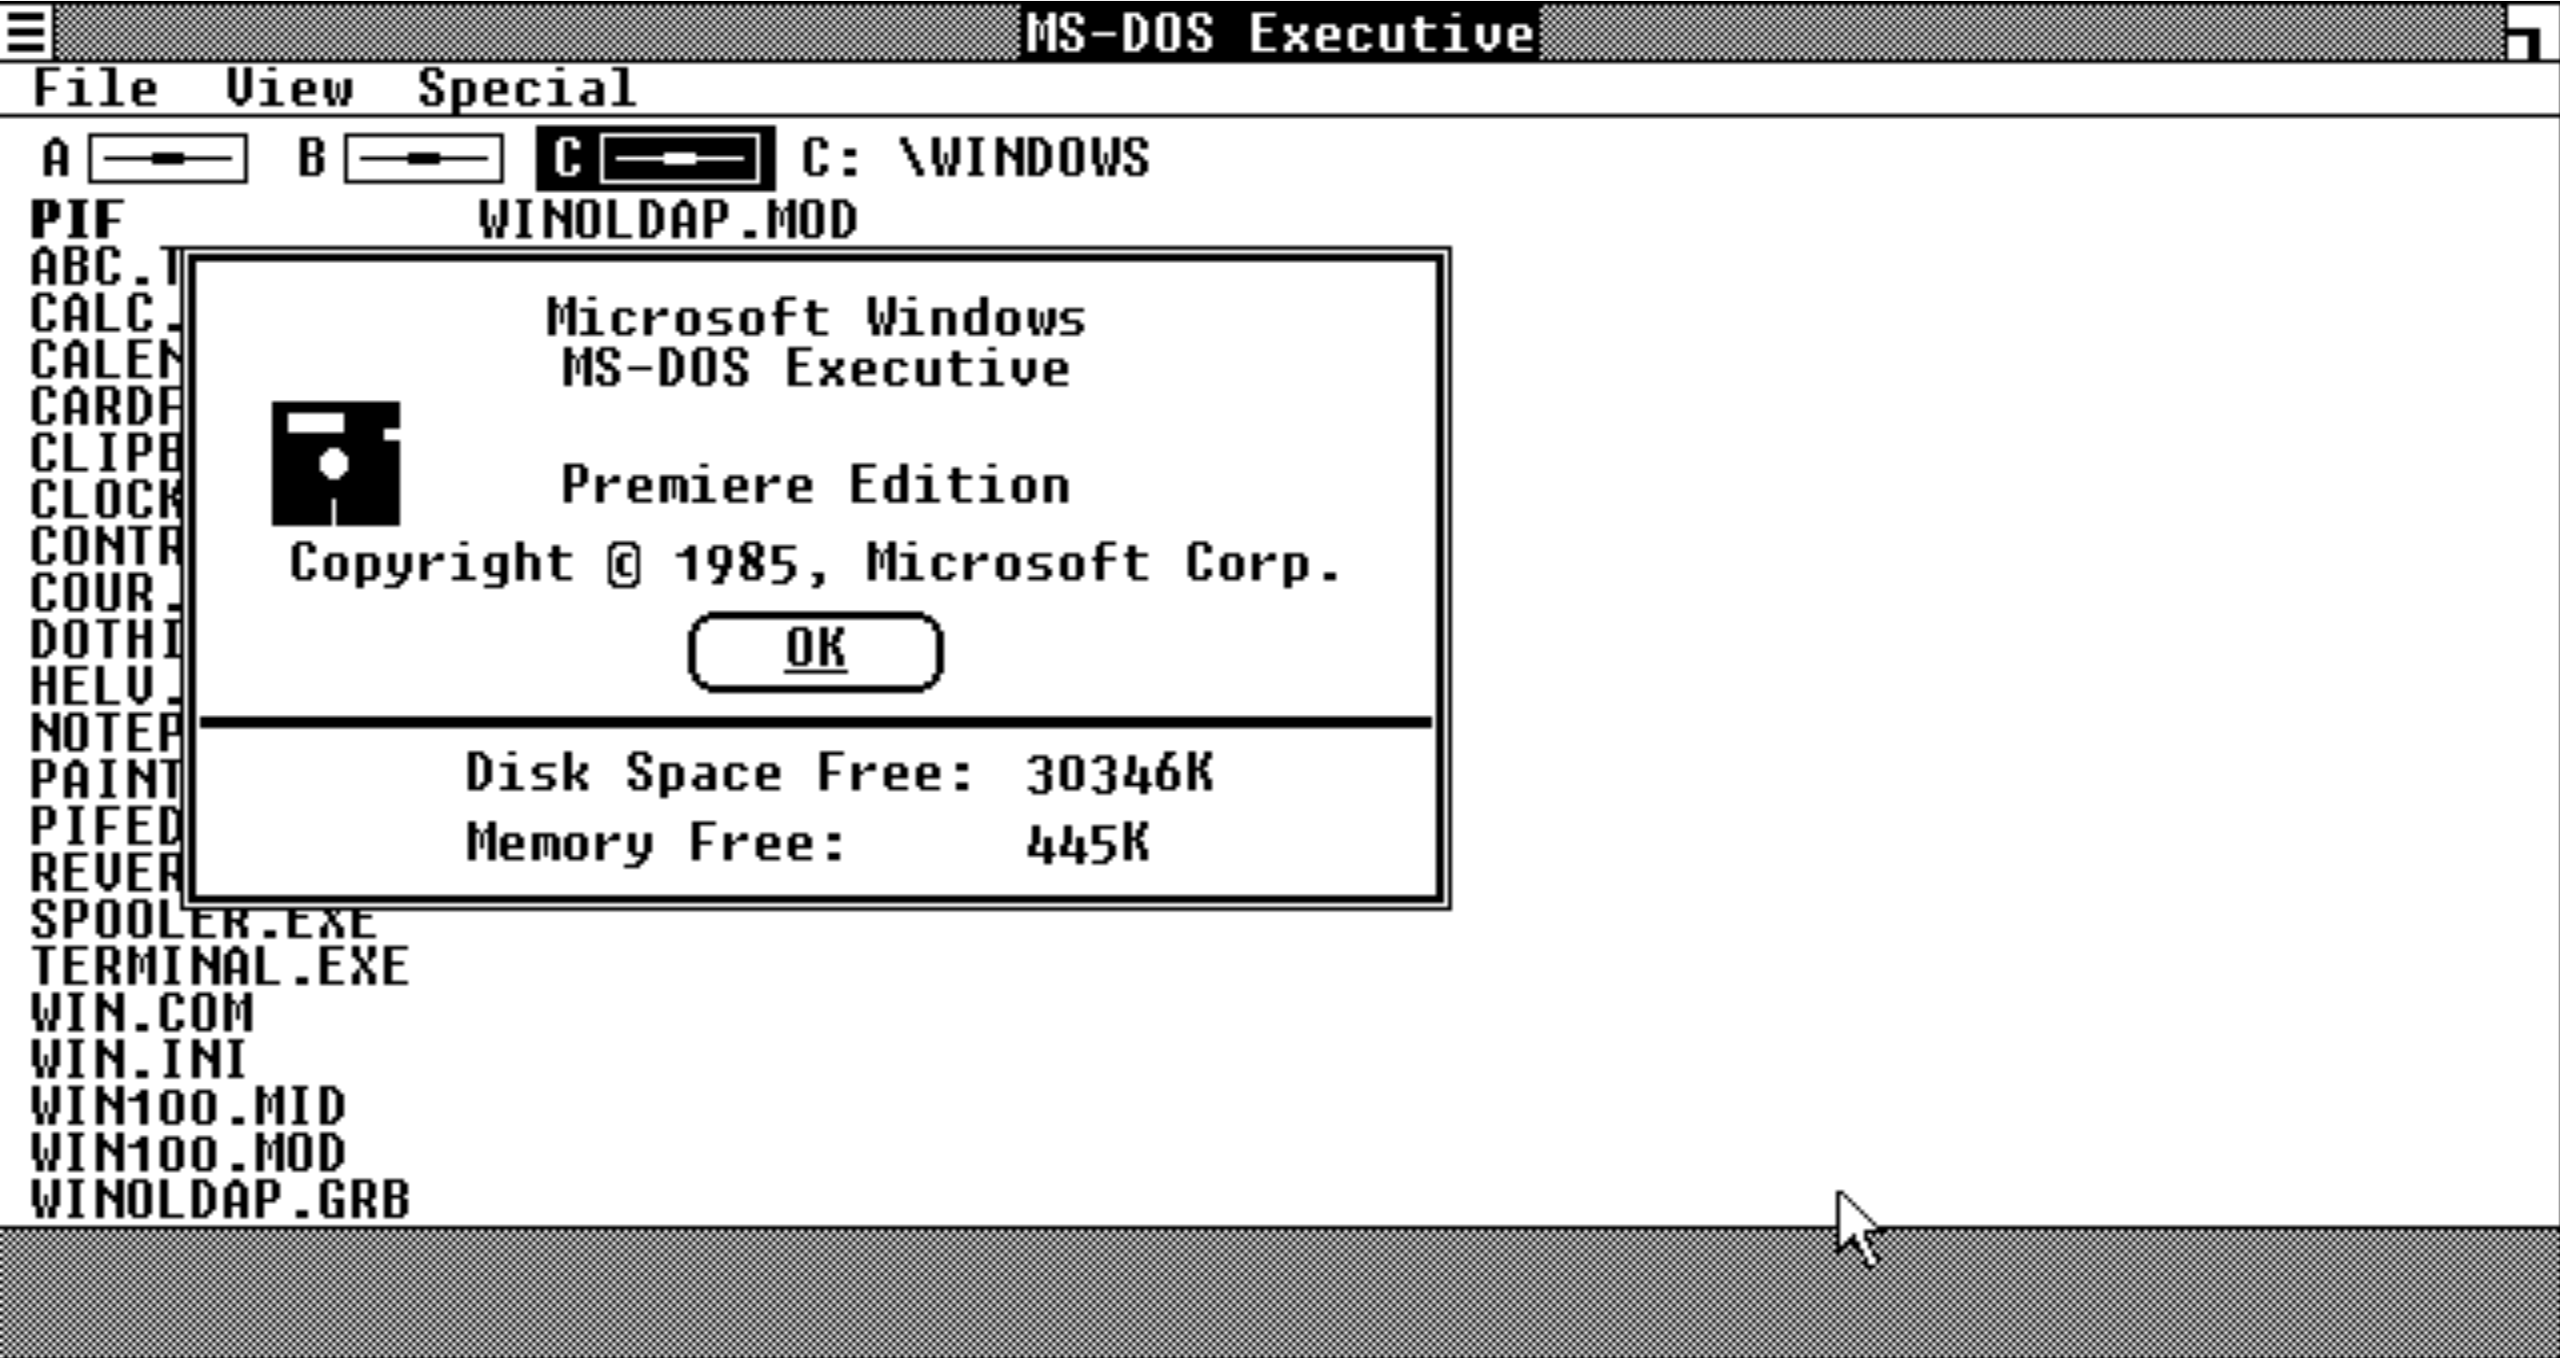 MS-DOS Executive
File View Special
A B C C: \WINDOWS
PIF WINOLDAP.MOD
ABC.T
CALC.
CALEN
CARDF
CLIPB
CLOCK
CONTR
COUR.
DOTHI
HELV.
NOTEP
PAINT
PIFED
REVER
SPOOLER.EXE
TERMINAL.EXE
WIN.COM
WIN.INI
WIN100.MID
WIN100.MOD
WINOLDAP.GRB
Microsoft Windows
MS-DOS Executive
Premiere Edition
Copyright © 1985, Microsoft Corp.
OK
Disk Space Free: 30346K
Memory Free: 445K